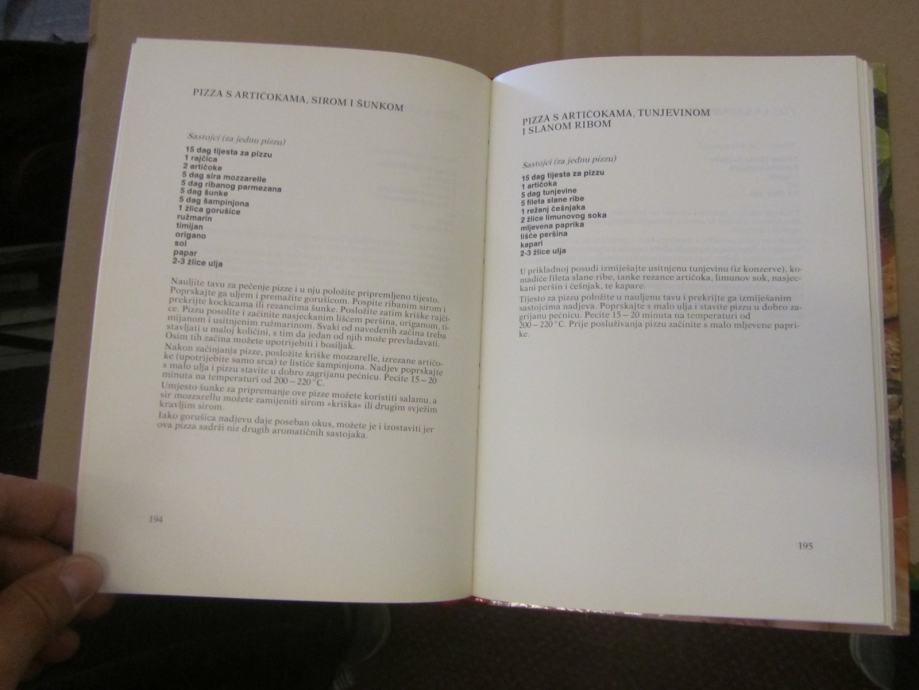 PIZZA S ARTIČOKAMA, SIROM I ŠUNKOM
Sastojci (za jednu pizzu)
15 dag tijesta za pizzu
1 rajčica
2 artičoke
5 dag sira mozzarelle
5 dag ribanog parmezana
5 dag šunke
5 dag šampinjona
1 žlica gorušice
ružmarin
timijan
origano
sol
papar
2-3 žlice ulja
Nauljite tavu za pečenje pizze i u nju položite pripremljeno tijesto.
Poprskajte ga uljem i premažite gorušicom. Pospite ribanim sirom i
prekrijte kockicama ili rezancima šunke. Posložite zatim kriške rajči-
ce. Pizzu posolite i začinite nasjeckanim lišćem peršina, origanom, ti-
mijanom i usitnjenim ružmarinom. Svaki od navedenih začina treba
stavljati u maloj količini, s tim da jedan od njih može prevladavati.
Osim tih začina možete upotrijebiti i bosiljak.
Nakon začinjanja pizze, posložite kriške mozzarelle, izrezane artičo-
ke (upotrijebite samo srca) te listiće šampinjona. Nadjev poprskajte
s malo ulja i pizzu stavite u dobro zagrijanu pećnicu. Pecite 15–20
minuta na temperaturi od 200–220°C.
Umjesto šunke za pripremanje ove pizze možete koristiti salamu, a
sir mozzarellu možete zamijeniti sirom »kriška« ili drugim svježim
kravljim sirom.
Iako gorušica nadjevu daje poseban okus, možete je i izostaviti jer
ova pizza sadrži niz drugih aromatičnih sastojaka.
194
PIZZA S ARTIČOKAMA, TUNJEVINOM
I SLANOM RIBOM
Sastojci (za jednu pizzu)
15 dag tijesta za pizzu
1 artičoka
5 dag tunjevine
5 fileta slane ribe
1 režanj češnjaka
2 žlice limunovog soka
mljevena paprika
lišće peršina
kapari
2-3 žlice ulja
U prikladnoj posudi izmiješajte usitnjenu tunjevinu (iz konzerve), ko-
madiće fileta slane ribe, tanke rezance artičoka, limunov sok, nasjec-
kani peršin i češnjak, te kapare.
Tijesto za pizzu položite u nauljenu tavu i prekrijte ga izmiješanim
sastojcima nadjeva. Poprskajte s malo ulja i stavite pizzu u dobro za-
grijanu pećnicu. Pecite 15–20 minuta na temperaturi od
200–220°C. Prije posluživanja pizzu začinite s malo mljevene papri-
ke.
195